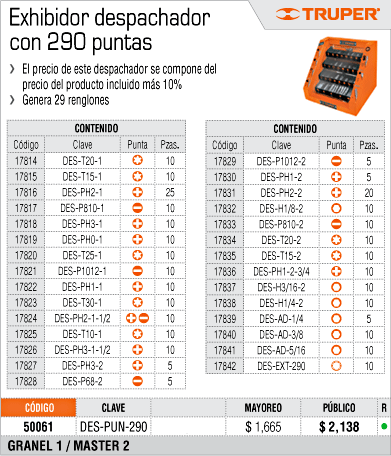 Exhibidor despachador
con 290 puntas
TRUPER
› El precio de este despachador se compone del
precio del producto incluido más 10%
› Genera 29 renglones
CONTENIDO
Código Clave Punta Pzas.
17814 DES-T20-1 10
17815 DES-T15-1 10
17816 DES-PH2-1 25
17817 DES-P810-1 10
17818 DES-PH3-1 10
17819 DES-PH0-1 10
17820 DES-T25-1 10
17821 DES-P1012-1 10
17822 DES-PH1-1 10
17823 DES-T30-1 10
17824 DES-PH2-1-1/2 10
17825 DES-T10-1 10
17826 DES-PH3-1-1/2 10
17827 DES-PH3-2 5
17828 DES-P68-2 5
CONTENIDO
Código Clave Punta Pzas.
17829 DES-P1012-2 5
17830 DES-PH1-2 5
17831 DES-PH2-2 20
17832 DES-H1/8-2 10
17833 DES-P810-2 10
17834 DES-T20-2 10
17835 DES-T15-2 10
17836 DES-PH1-2-3/4 10
17837 DES-H3/16-2 10
17838 DES-H1/4-2 10
17839 DES-AD-1/4 5
17840 DES-AD-3/8 10
17841 DES-AD-5/16 10
17842 DES-EXT-290 10
CÓDIGO CLAVE MAYOREO PÚBLICO R
50061 DES-PUN-290 $ 1,665 $ 2,138
GRANEL 1 / MASTER 2